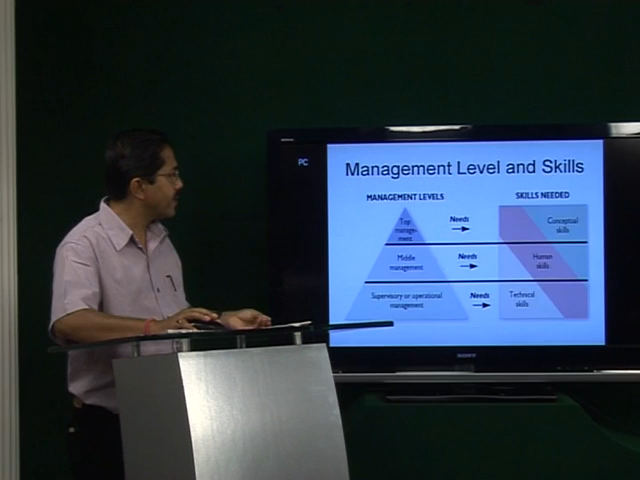 PC
Management Level and Skills
MANAGEMENT LEVELS
SKILLS NEEDED
Top
manage-
ment
Needs
Conceptual
skills
Middle
management
Needs
Human
skills
Supervisory or operational
management
Needs
Technical
skills
SONY